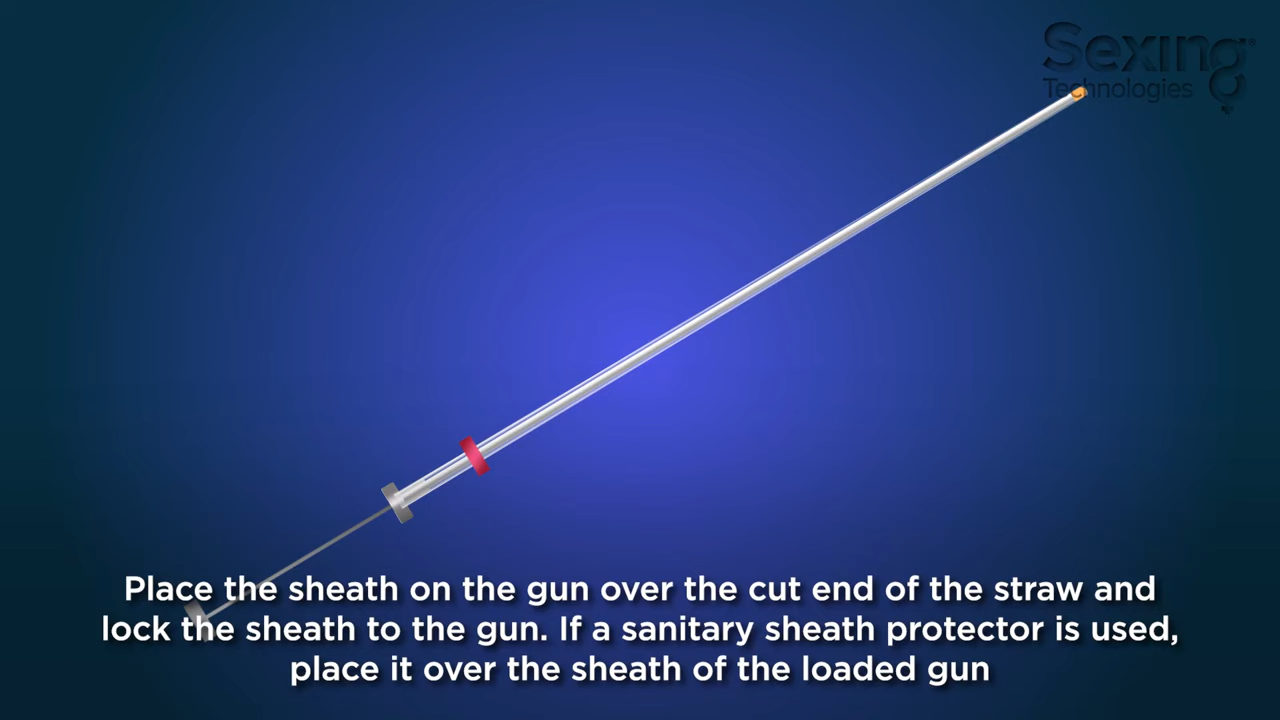 Sexing
Technologies
Place the sheath on the gun over the cut end of the straw and
lock the sheath to the gun. If a sanitary sheath protector is used,
place it over the sheath of the loaded gun